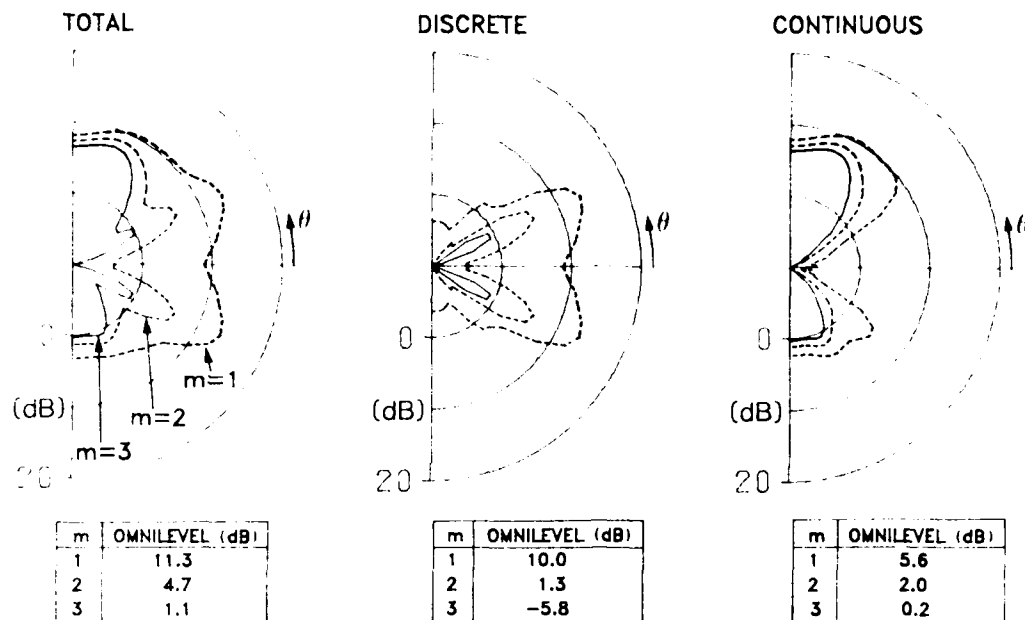 TOTAL
DISCRETE
CONTINUOUS
θ
θ
θ
0
0
0
m=1
(dB)
(dB)
(dB)
m=2
m=3
20
20
20
m OMNILEVEL (dB)
1 11.3
2 4.7
3 1.1
m OMNILEVEL (dB)
1 10.0
2 1.3
3 -5.8
m OMNILEVEL (dB)
1 5.6
2 2.0
3 0.2